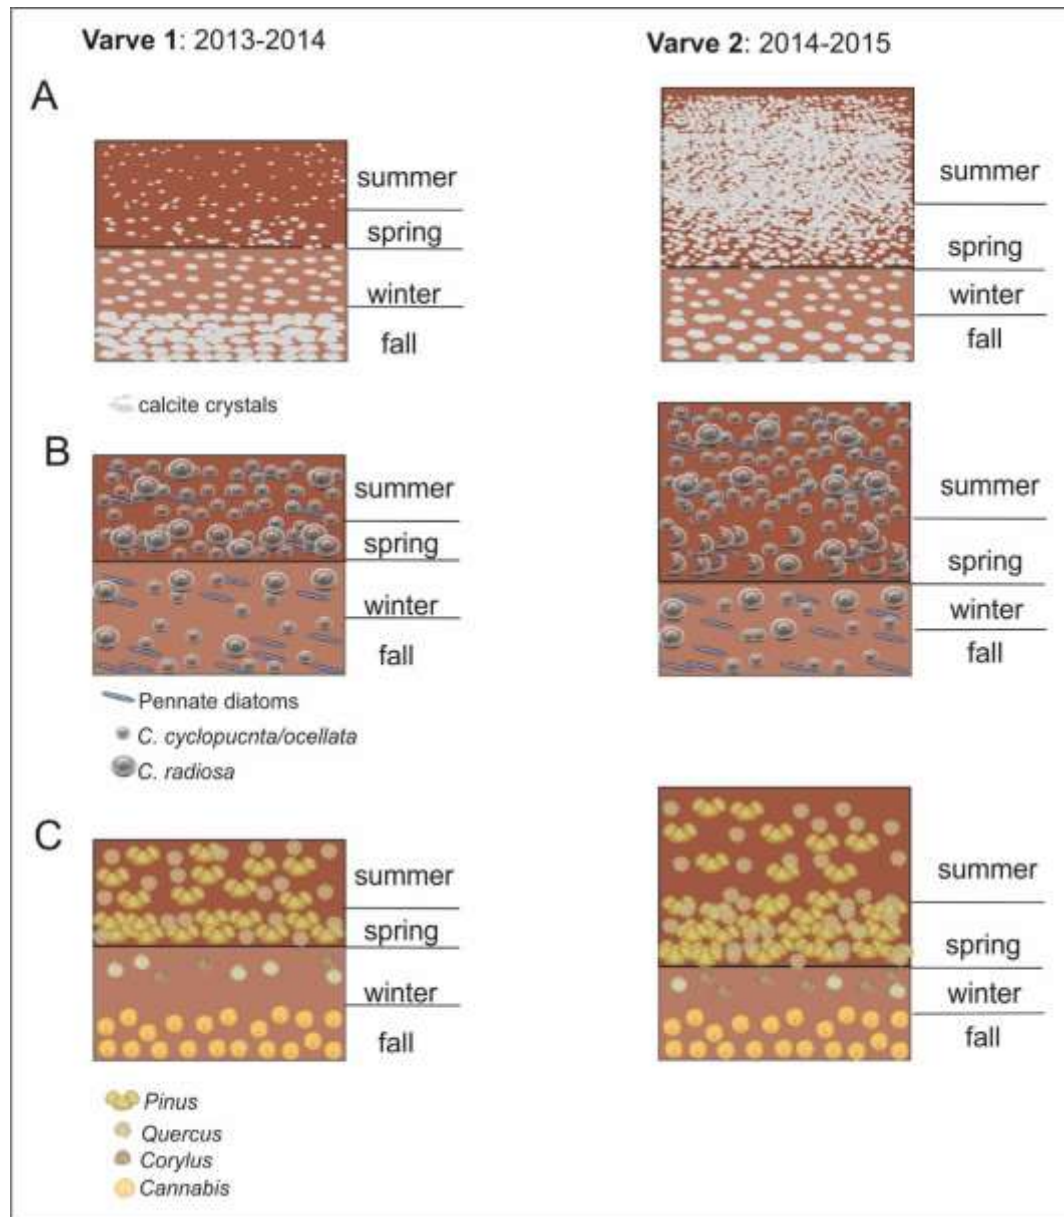 Varve 1: 2013-2014
Varve 2: 2014-2015
A
summer
spring
winter
fall
summer
spring
winter
fall
calcite crystals
B
summer
spring
winter
fall
summer
spring
winter
fall
Pennate diatoms
C. cyclopucnta/ocellata
C. radiosa
C
summer
spring
winter
fall
summer
spring
winter
fall
Pinus
Quercus
Corylus
Cannabis